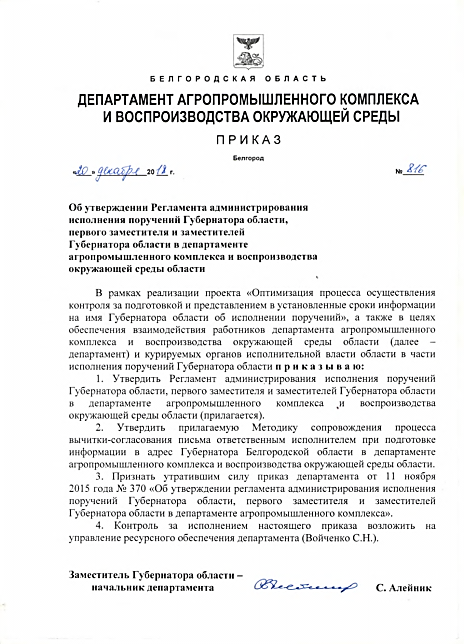 БЕЛГОРОДСКАЯ ОБЛАСТЬ
ДЕПАРТАМЕНТ АГРОПРОМЫШЛЕННОГО КОМПЛЕКСА
И ВОСПРОИЗВОДСТВА ОКРУЖАЮЩЕЙ СРЕДЫ
ПРИКАЗ
Белгород
«20» декабря 2018 г. № 816
Об утверждении Регламента администрирования
исполнения поручений Губернатора области,
первого заместителя и заместителей
Губернатора области в департаменте
агропромышленного комплекса и воспроизводства
окружающей среды области
В рамках реализации проекта «Оптимизация процесса осуществления
контроля за подготовкой и представлением в установленные сроки информации
на имя Губернатора области об исполнении поручений», а также в целях
обеспечения взаимодействия работников департамента агропромышленного
комплекса и воспроизводства окружающей среды области (далее –
департамент) и курируемых органов исполнительной власти области в части
исполнения поручений Губернатора области приказываю:
1. Утвердить Регламент администрирования исполнения поручений
Губернатора области, первого заместителя и заместителей Губернатора области
в департаменте агропромышленного комплекса и воспроизводства
окружающей среды области (прилагается).
2. Утвердить прилагаемую Методику сопровождения процесса
вычитки-согласования письма ответственным исполнителем при подготовке
информации в адрес Губернатора Белгородской области в департаменте
агропромышленного комплекса и воспроизводства окружающей среды области.
3. Признать утратившим силу приказ департамента от 11 ноября
2015 года № 370 «Об утверждении регламента администрирования исполнения
поручений Губернатора области, первого заместителя и заместителей
Губернатора области в департаменте агропромышленного комплекса».
4. Контроль за исполнением настоящего приказа возложить на
управление ресурсного обеспечения департамента (Войченко С.Н.).
Заместитель Губернатора области –
начальник департамента С. Алейник